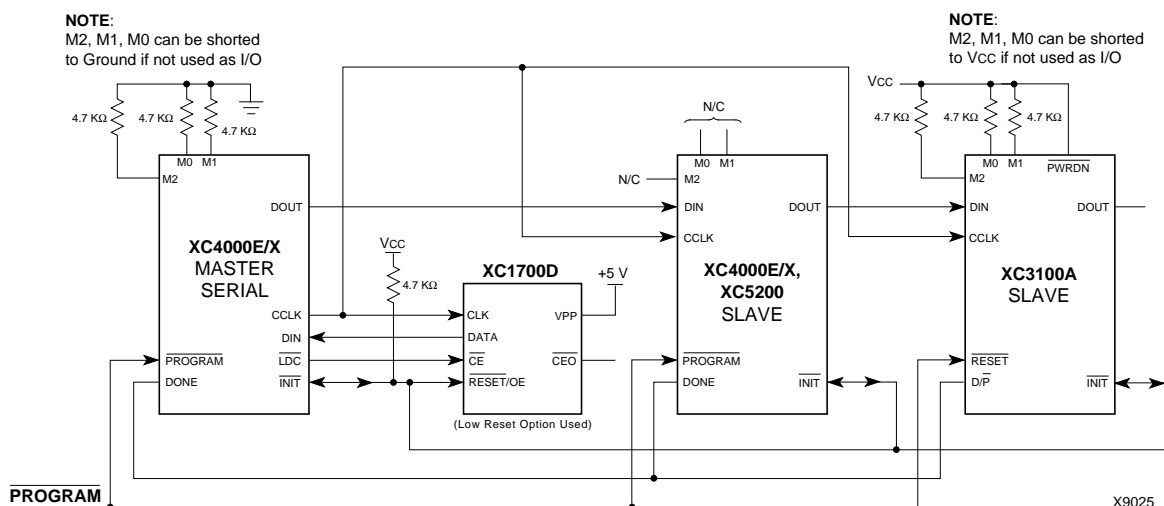 NOTE:
M2, M1, M0 can be shorted
to Ground if not used as I/O
NOTE:
M2, M1, M0 can be shorted
to VCC if not used as I/O
4.7 KΩ
4.7 KΩ
4.7 KΩ
M0 M1
M2
DOUT
XC4000E/X
MASTER
SERIAL
CCLK
DIN
PROGRAM
LDC
DONE
INIT
VCC
4.7 KΩ
XC1700D
+5 V
CLK
VPP
DATA
CE
CEO
RESET/OE
(Low Reset Option Used)
N/C
M0 M1
N/C
M2
DIN
DOUT
CCLK
XC4000E/X,
XC5200
SLAVE
PROGRAM
DONE
INIT
VCC
4.7 KΩ
4.7 KΩ
4.7 KΩ
M0 M1
PWRDN
M2
DIN
DOUT
CCLK
XC3100A
SLAVE
RESET
D/P
INIT
PROGRAM
X9025